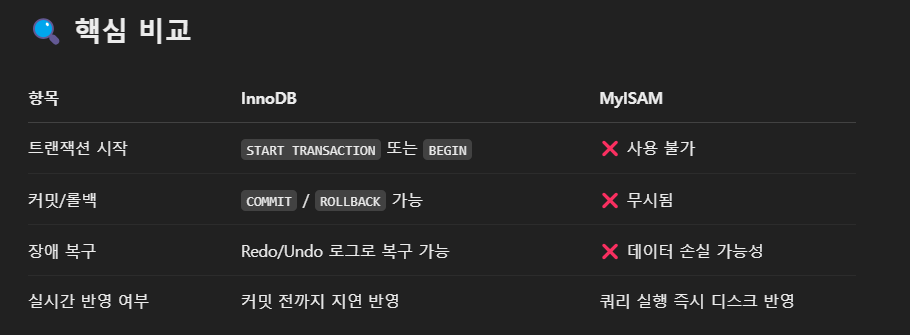 핵심 비교
항목 InnoDB MyISAM
트랜잭션 시작 START TRANSACTION 또는 BEGIN ❌ 사용 불가
커밋/롤백 COMMIT / ROLLBACK 가능 ❌ 무시됨
장애 복구 Redo/Undo 로그로 복구 가능 ❌ 데이터 손실 가능성
실시간 반영 여부 커밋 전까지 지연 반영 쿼리 실행 즉시 디스크 반영